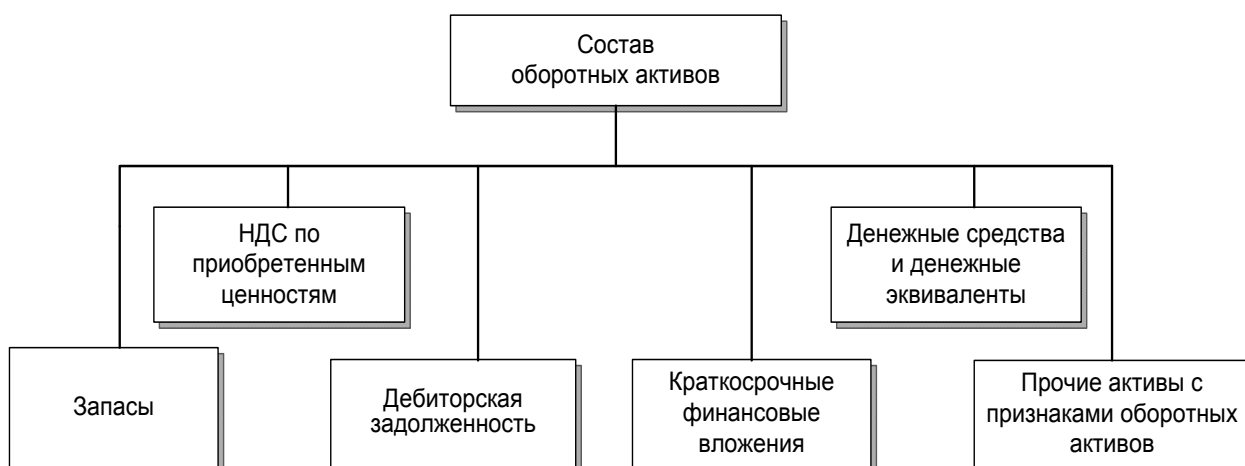 Состав
оборотных активов
НДС по
приобретенным
ценностям
Денежные средства
и денежные
эквиваленты
Запасы
Дебиторская
задолженность
Краткосрочные
финансовые
вложения
Прочие активы с
признаками оборотных
активов